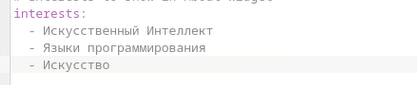 interests:
- Искусственный Интеллект
- Языки программирования
- Искусство